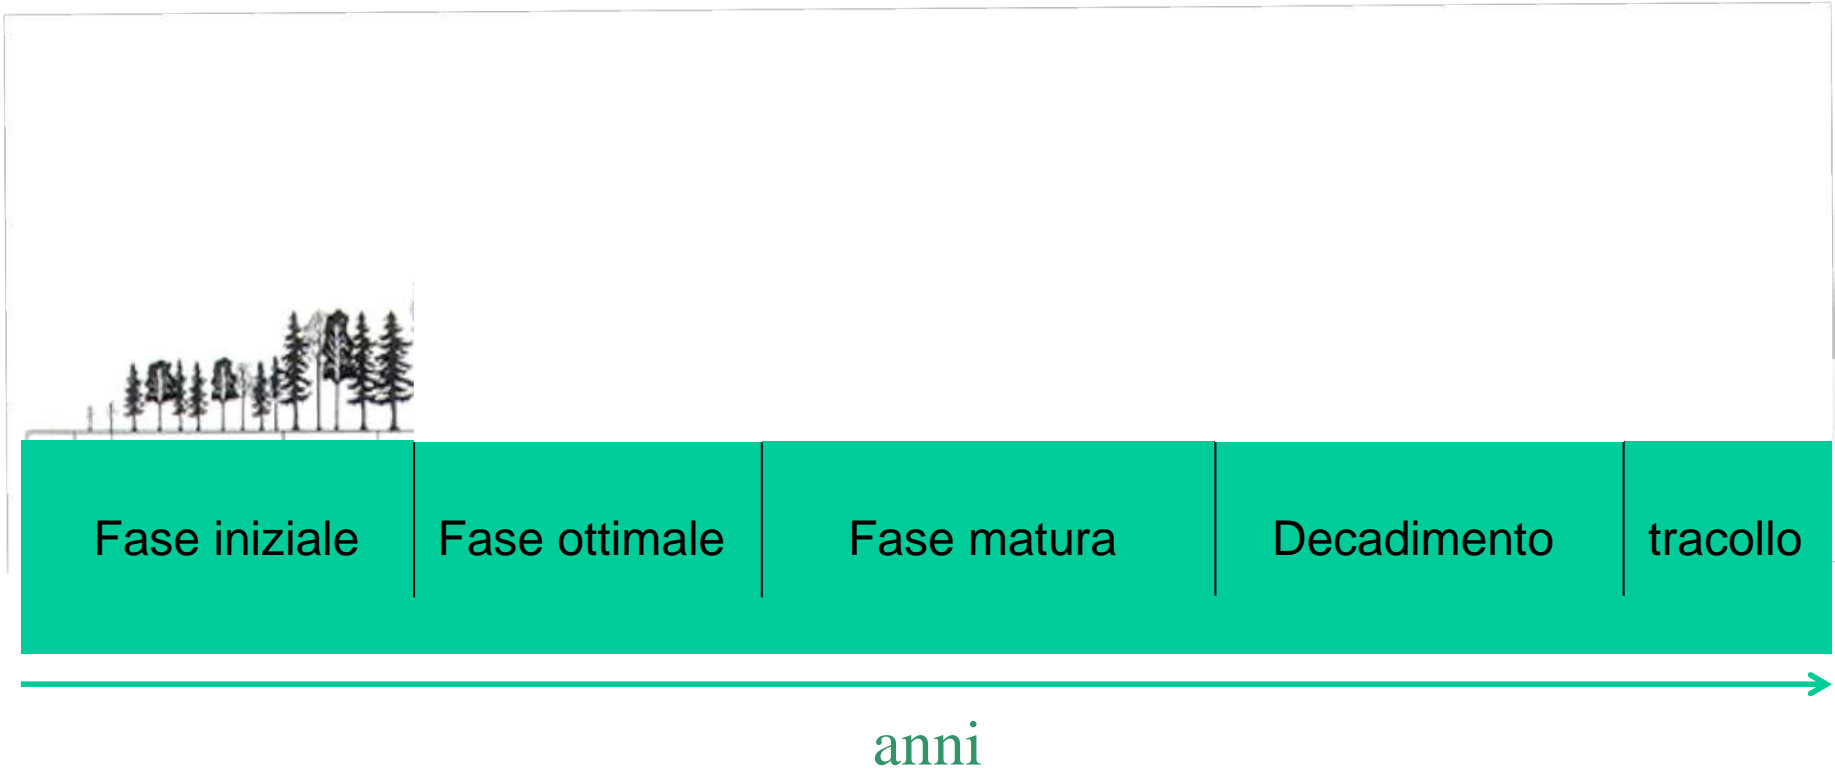 Fase iniziale
Fase ottimale
Fase matura
Decadimento
tracollo
anni